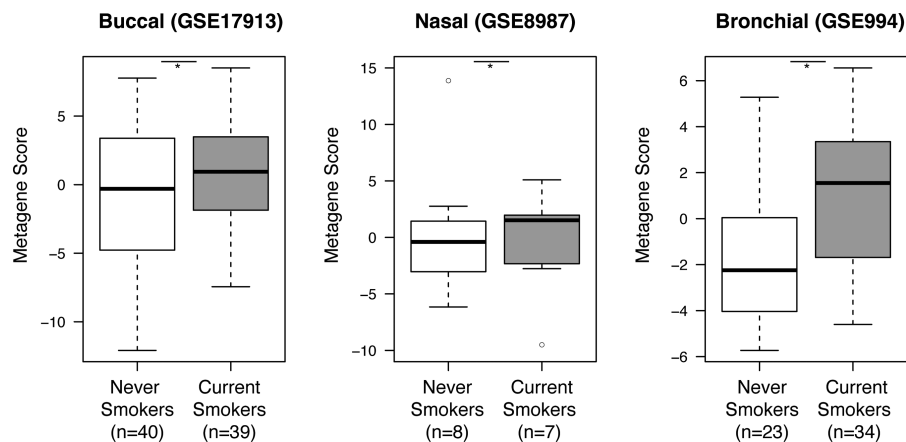 Buccal (GSE17913)
Metagene Score
5
0
−5
−10
*
Never
Smokers
(n=40)
Current
Smokers
(n=39)
Nasal (GSE8987)
Metagene Score
15
10
5
0
−5
−10
*
Never
Smokers
(n=8)
Current
Smokers
(n=7)
Bronchial (GSE994)
Metagene Score
6
4
2
0
−2
−4
−6
*
Never
Smokers
(n=23)
Current
Smokers
(n=34)